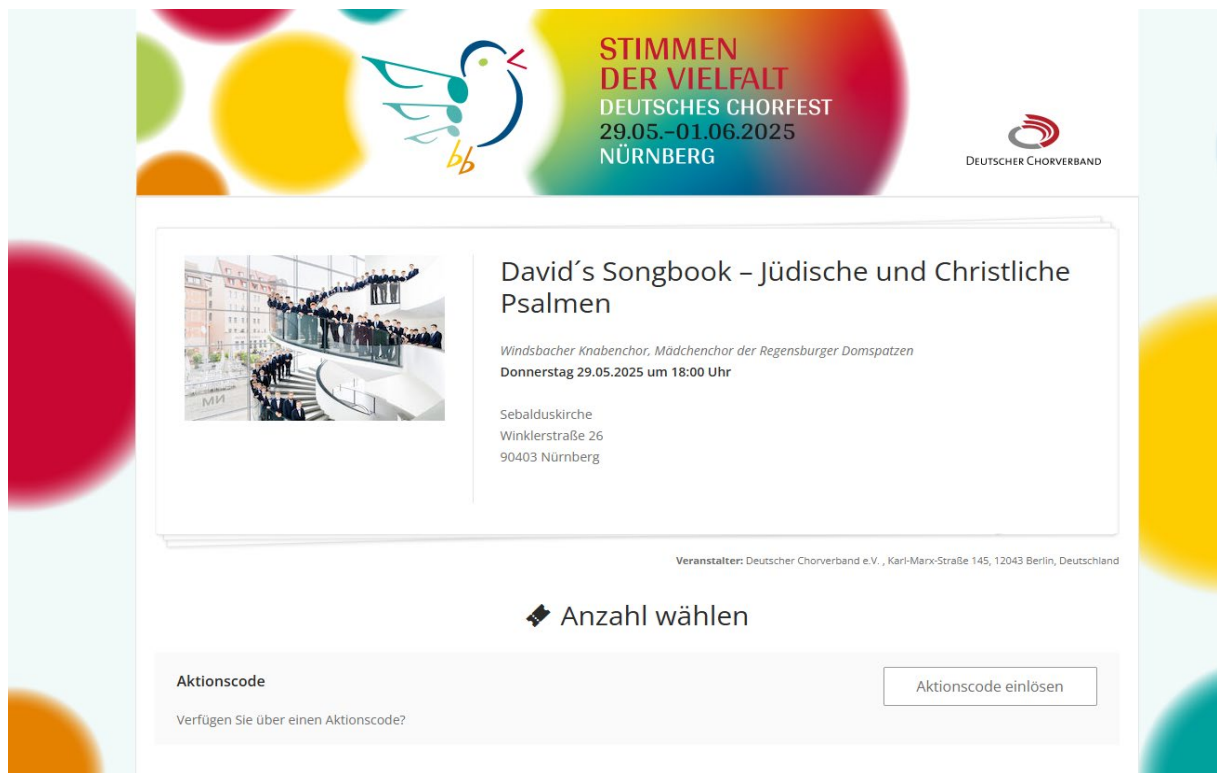 STIMMEN
DER VIELFALT
DEUTSCHES CHORFEST
29.05.–01.06.2025
NÜRNBERG
DEUTSCHER CHORVERBAND
David´s Songbook – Jüdische und Christliche
Psalmen
Windsbacher Knabenchor, Mädchenchor der Regensburger Domspatzen
Donnerstag 29.05.2025 um 18:00 Uhr
Sebalduskirche
Winklerstraße 26
90403 Nürnberg
Veranstalter: Deutscher Chorverband e.V. , Karl-Marx-Straße 145, 12043 Berlin, Deutschland
Anzahl wählen
Aktionscode
Aktionscode einlösen
Verfügen Sie über einen Aktionscode?